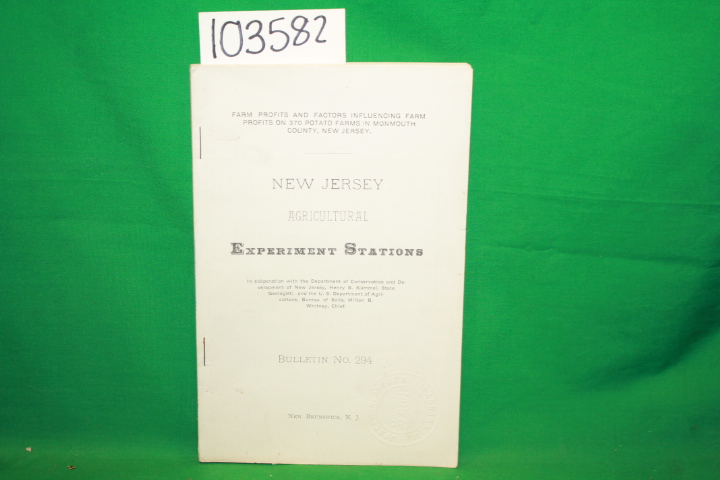 103582
FARM PROFITS AND FACTORS INFLUENCING FARM
PROFITS ON 370 POTATO FARMS IN MONMOUTH
COUNTY, NEW JERSEY.
NEW JERSEY
AGRICULTURAL
EXPERIMENT STATIONS
In cooperation with the Department of Conservation and De-
velopment of New Jersey, Henry B. Kümmel, State
Geologist; and the U. S. Department of Agri-
culture, Bureau of Soils, Milton
Whitney, Chief.
BULLETIN NO. 294
NEW BRUNSWICK, N. J.